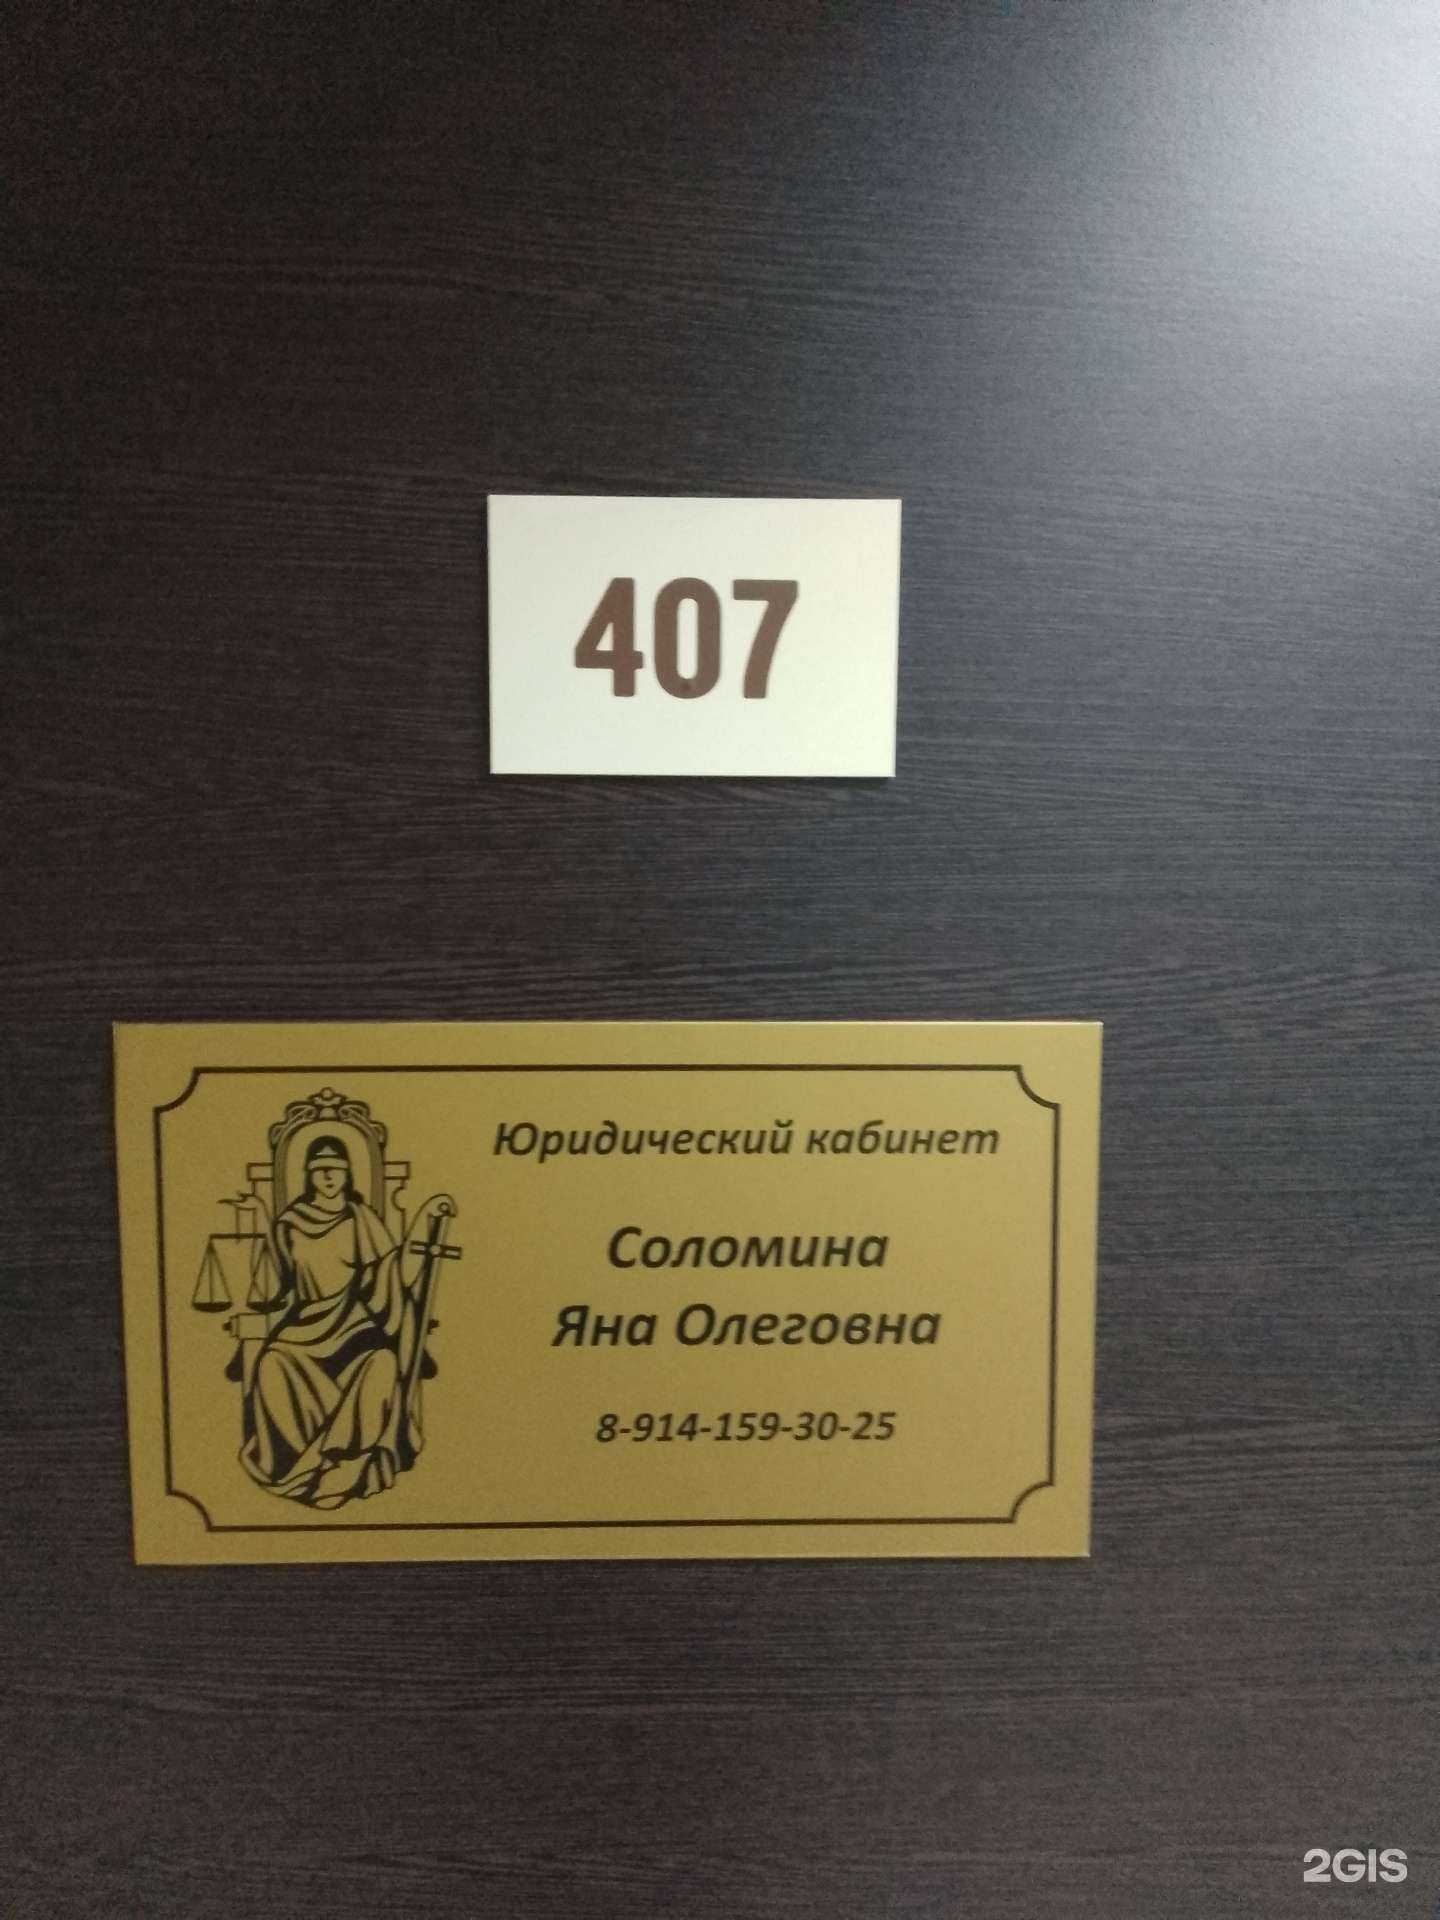 407
Юридический кабинет
Соломина
Яна Олеговна
8-914-159-30-25
2GIS